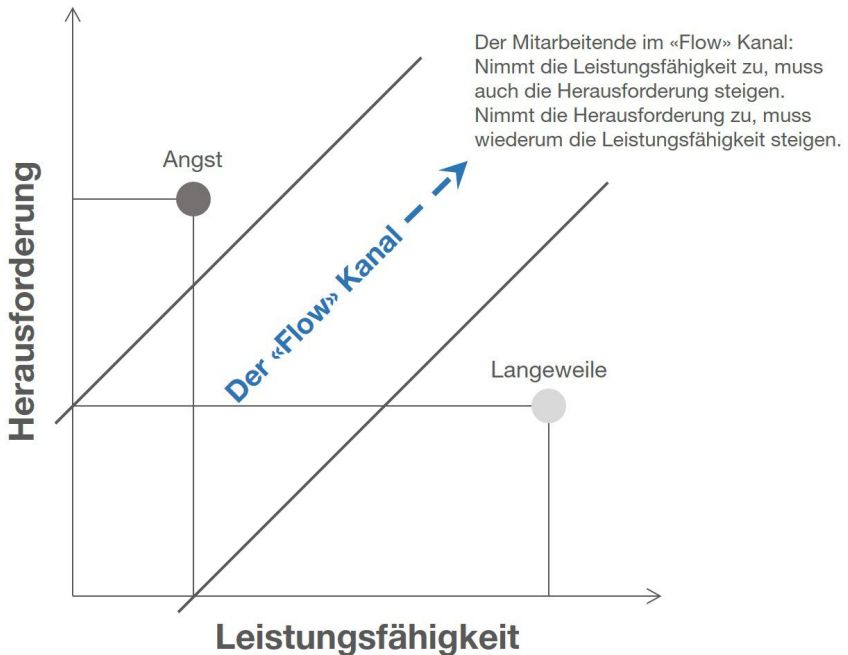 Der Mitarbeitende im «Flow» Kanal:
Nimmt die Leistungsfähigkeit zu, muss
auch die Herausforderung steigen.
Nimmt die Herausforderung zu, muss
wiederum die Leistungsfähigkeit steigen.
Angst
Herausforderung
Der «Flow» Kanal
Langeweile
Leistungsfähigkeit